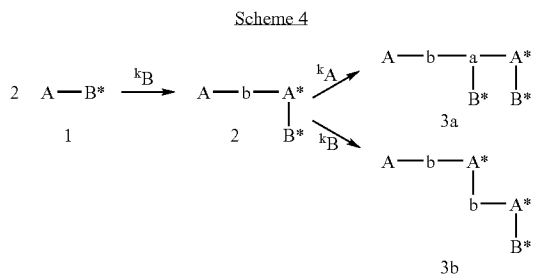 Scheme 4
2 A—B* kB A—b—A* kA A—b—a—A*
B* B* B*
1 2 3a
kB A—b—A*
b—A*
B*
3b